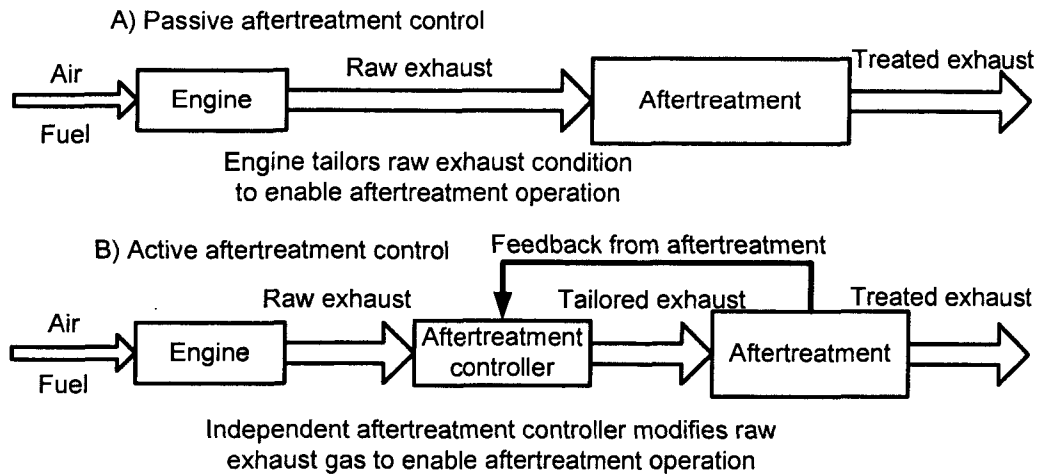 A) Passive aftertreatment control
Air
Fuel
Engine
Raw exhaust
Aftertreatment
Treated exhaust
Engine tailors raw exhaust condition
to enable aftertreatment operation
B) Active aftertreatment control
Feedback from aftertreatment
Air
Fuel
Engine
Raw exhaust
Aftertreatment
controller
Tailored exhaust
Aftertreatment
Treated exhaust
Independent aftertreatment controller modifies raw
exhaust gas to enable aftertreatment operation